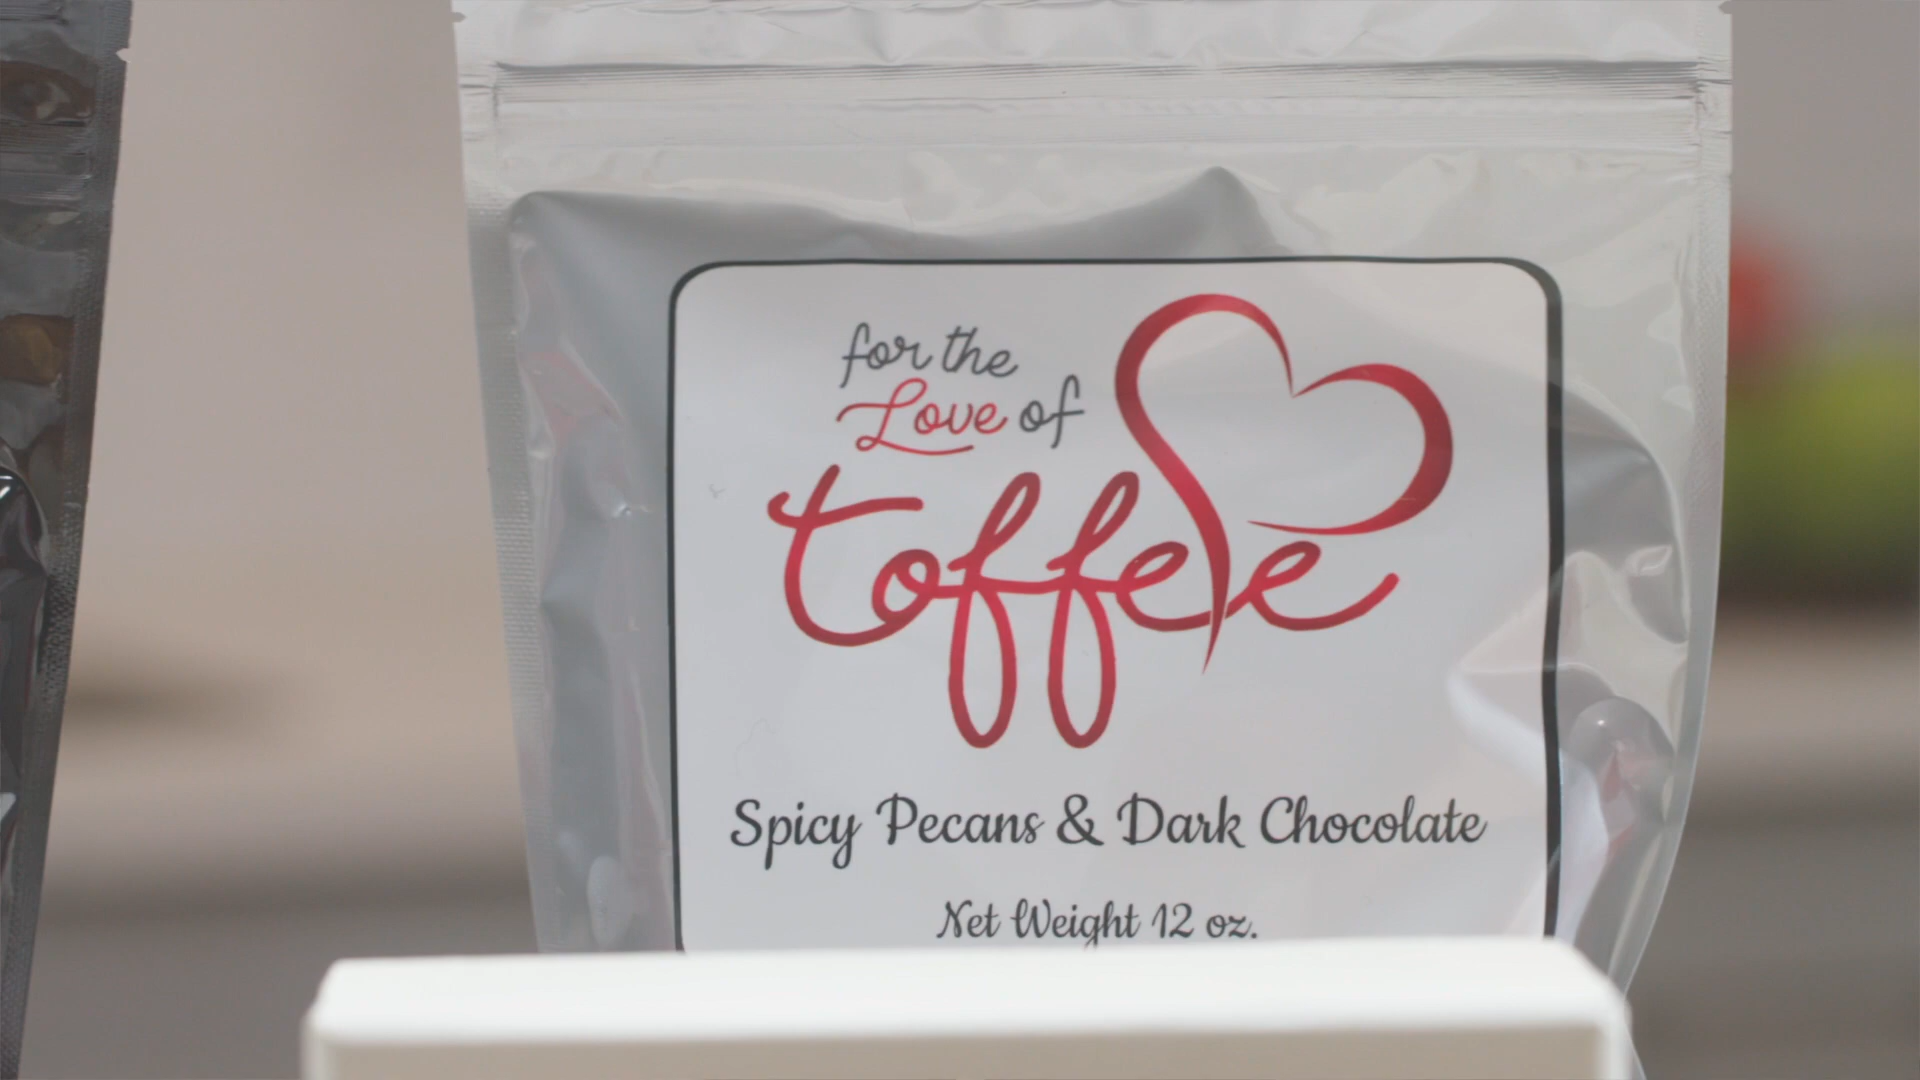 for the
Love of
toffee
Spicy Pecans & Dark Chocolate
Net Weight 12 oz.